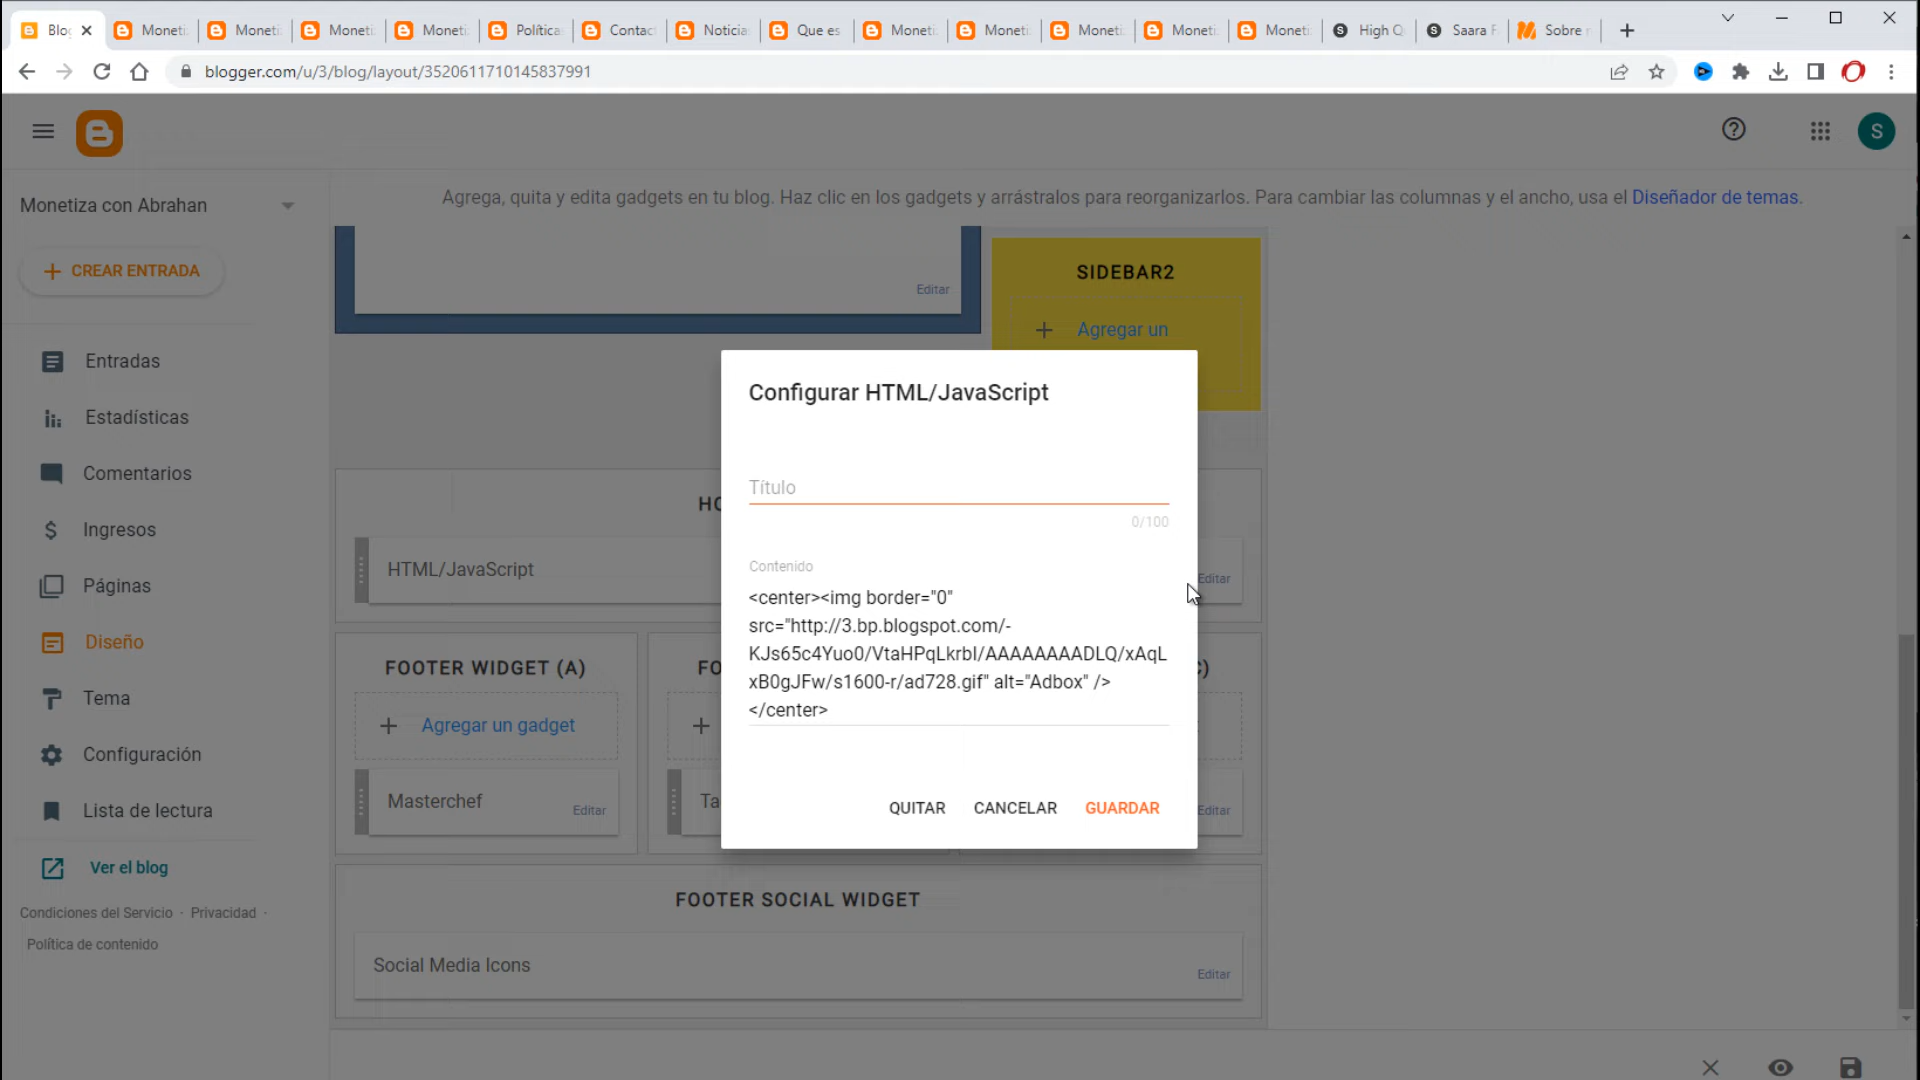 Blog
Moneti
Moneti
Moneti
Moneti
Política
Contact
Noticia
Que es
Moneti
Moneti
Moneti
Moneti
Moneti
High Q
Saara F
Sobre
blogger.com/u/3/blog/layout/3520611710145837991
S
Monetiza con Abrahan
Agrega, quita y edita gadgets en tu blog. Haz clic en los gadgets y arrástralos para reorganizarlos. Para cambiar las columnas y el ancho, usa el Diseñador de temas.
CREAR ENTRADA
Entradas
Estadísticas
Comentarios
Ingresos
Páginas
Diseño
Tema
Configuración
Lista de lectura
Ver el blog
Condiciones del Servicio · Privacidad ·
Política de contenido
Editar
SIDEBAR2
+ Agregar un
HO
HTML/JavaScript
Editar
FOOTER WIDGET (A)
+ Agregar un gadget
Masterchef
Editar
FO
+
Ta
C)
Editar
FOOTER SOCIAL WIDGET
Social Media Icons
Editar
Configurar HTML/JavaScript
Título
0/100
Contenido
<center><img border="0"
src="http://3.bp.blogspot.com/-
KJs65c4Yuo0/VtaHPqLkrbI/AAAAAAAADLQ/xAqL
xB0gJFw/s1600-r/ad728.gif" alt="Adbox" />
</center>
QUITAR
CANCELAR
GUARDAR